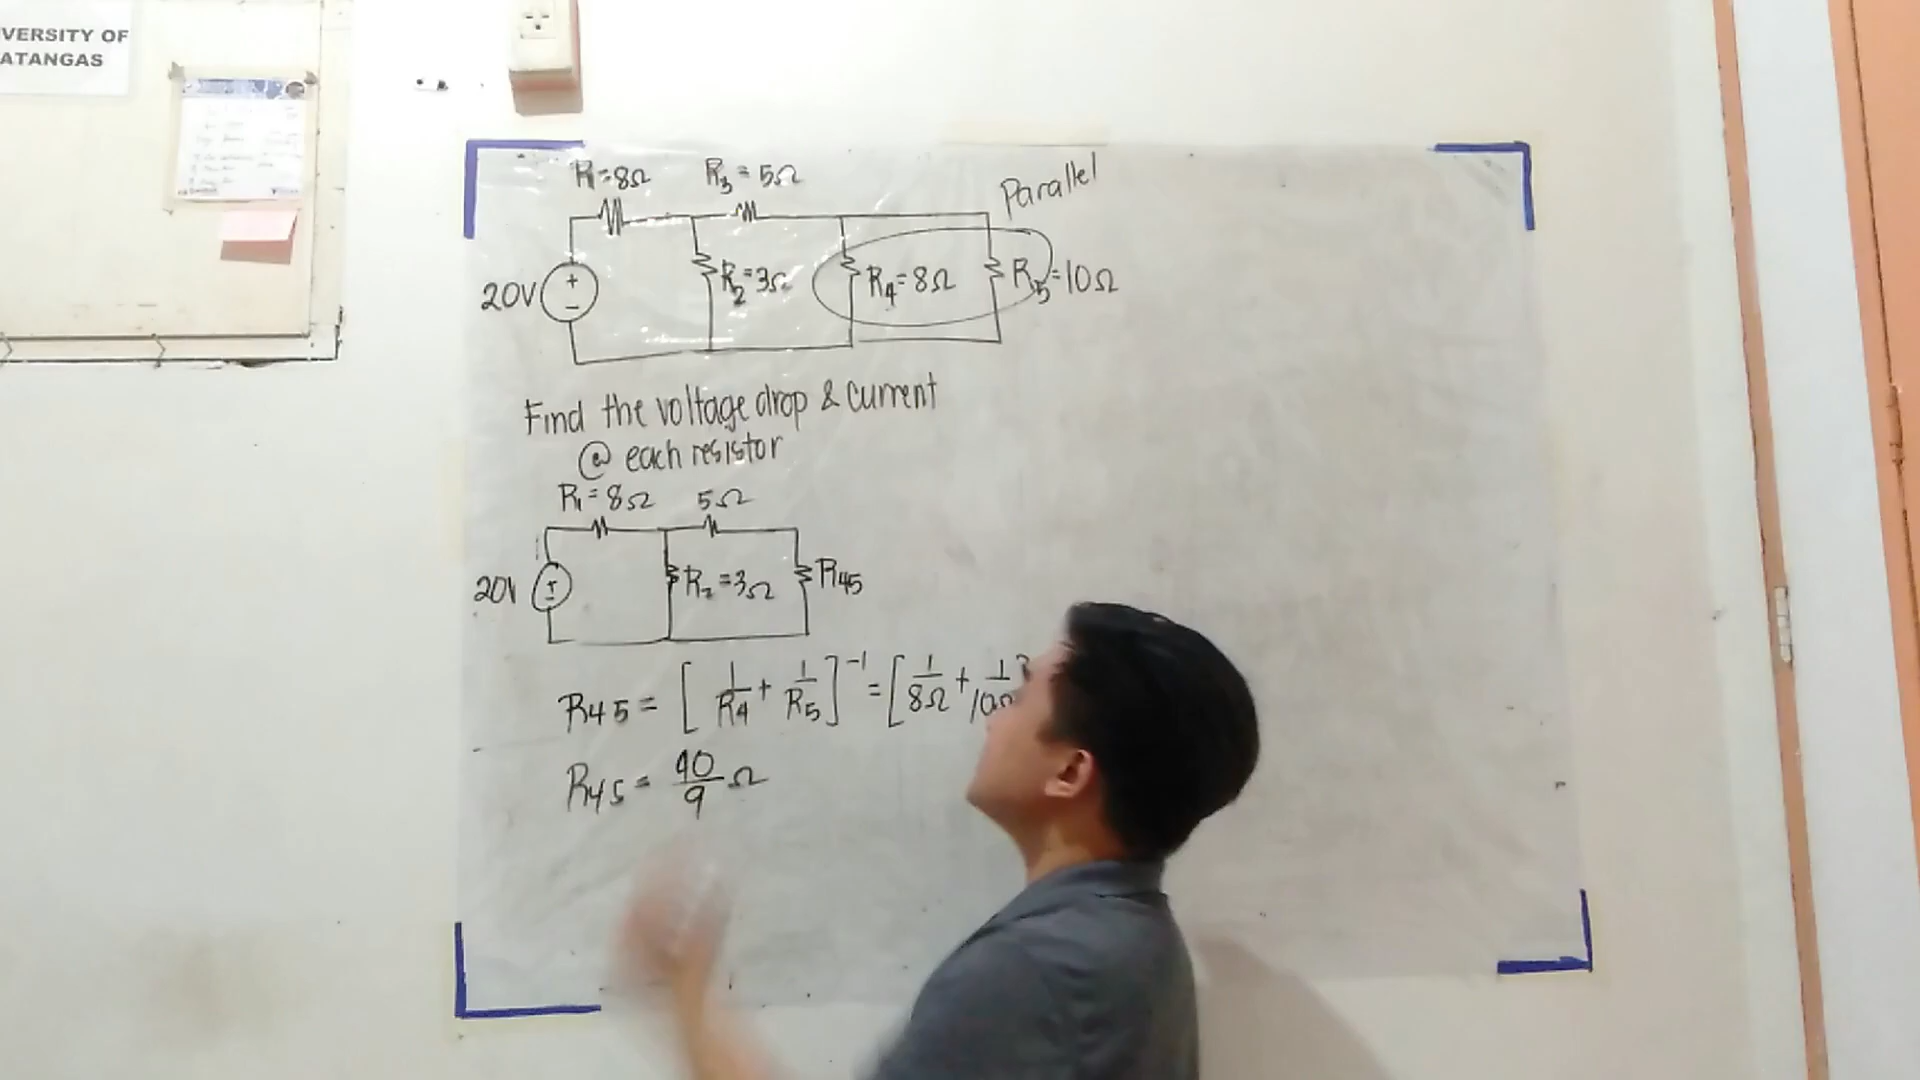 VERSITY OF
ATANGAS
R1=8Ω R3=5Ω
Parallel
20V + - R2=3Ω R4=8Ω R5=10Ω
Find the voltage drop & current
@ each resistor
R1=8Ω 5Ω
20V + - R2=3Ω R45
R45 = [1/R4 + 1/R5]^-1 = [1/8Ω + 1/10Ω
R45 = 40/9 Ω